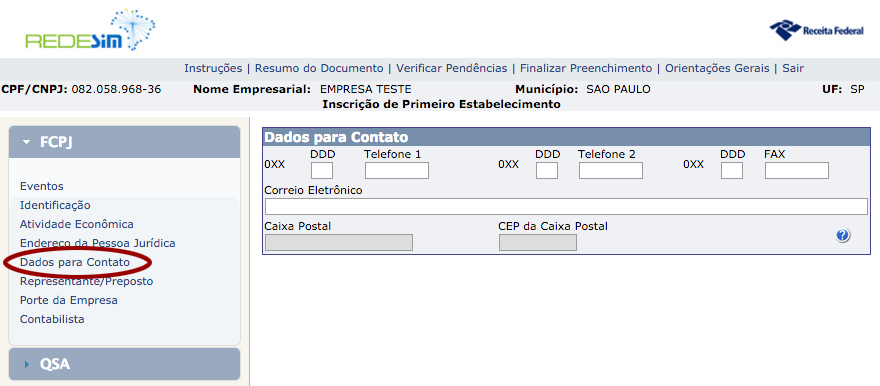 REDESIM
Receita Federal
Instruções | Resumo do Documento | Verificar Pendências | Finalizar Preenchimento | Orientações Gerais | Sair
CPF/CNPJ: 082.058.968-36 Nome Empresarial: EMPRESA TESTE Município: SAO PAULO UF: SP
Inscrição de Primeiro Estabelecimento
FCPJ
Eventos
Identificação
Atividade Econômica
Endereço da Pessoa Jurídica
Dados para Contato
Representante/Preposto
Porte da Empresa
Contabilista
QSA
Dados para Contato
DDD Telefone 1 DDD Telefone 2 DDD FAX
0XX 0XX 0XX
Correio Eletrônico
Caixa Postal CEP da Caixa Postal
?